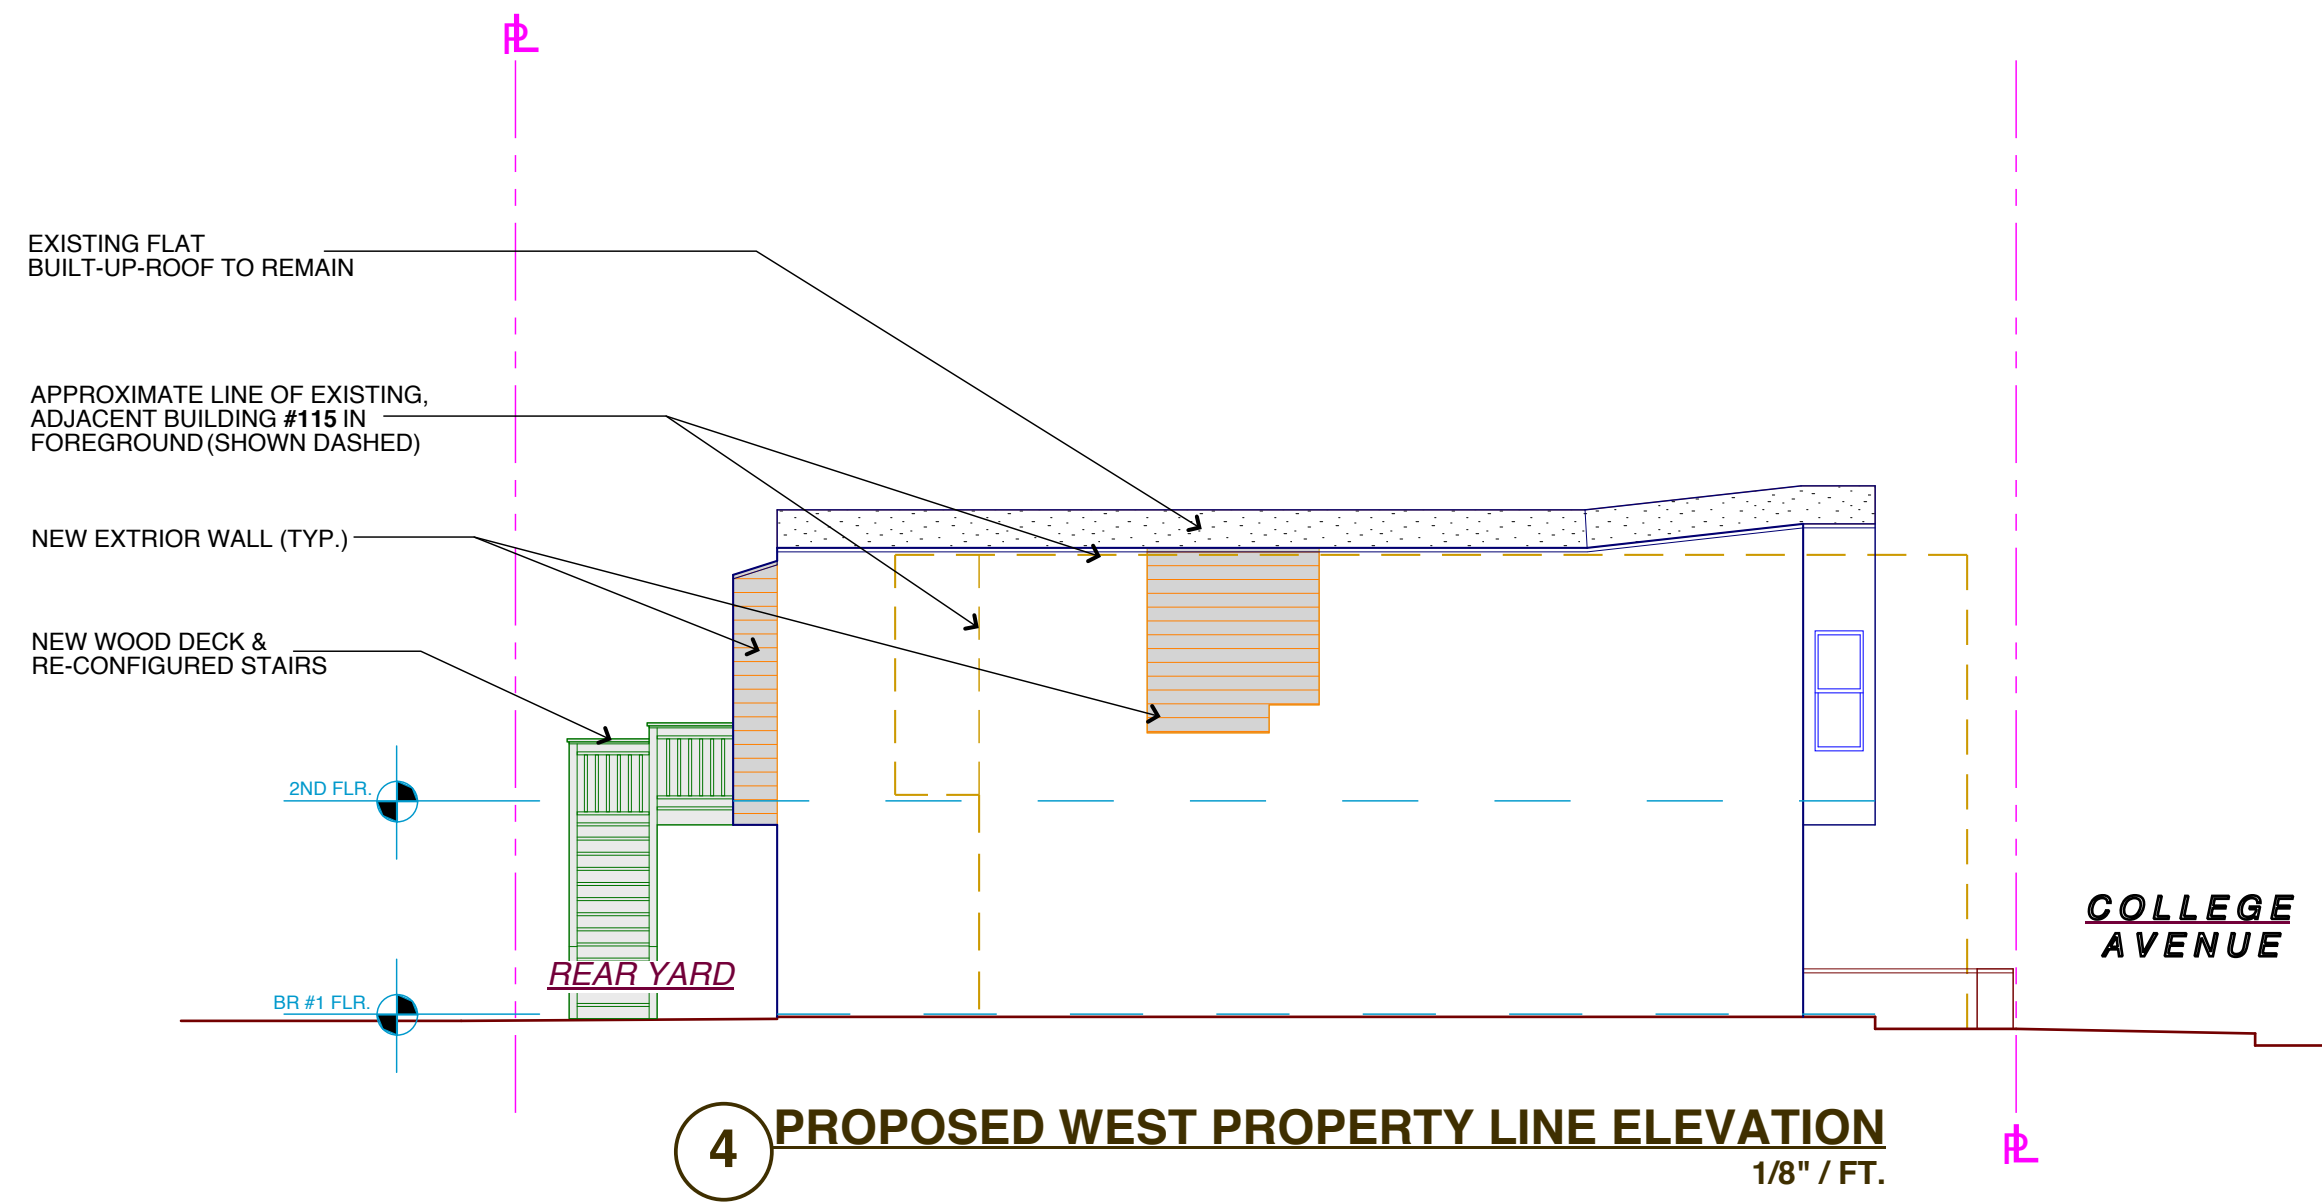 PL
EXISTING FLAT
BUILT-UP-ROOF TO REMAIN
APPROXIMATE LINE OF EXISTING,
ADJACENT BUILDING #115 IN
FOREGROUND (SHOWN DASHED)
NEW EXTRIOR WALL (TYP.)
NEW WOOD DECK &
RE-CONFIGURED STAIRS
2ND FLR.
COLLEGE
AVENUE
REAR YARD
BR #1 FLR.
4 PROPOSED WEST PROPERTY LINE ELEVATION
1/8" / FT.
PL